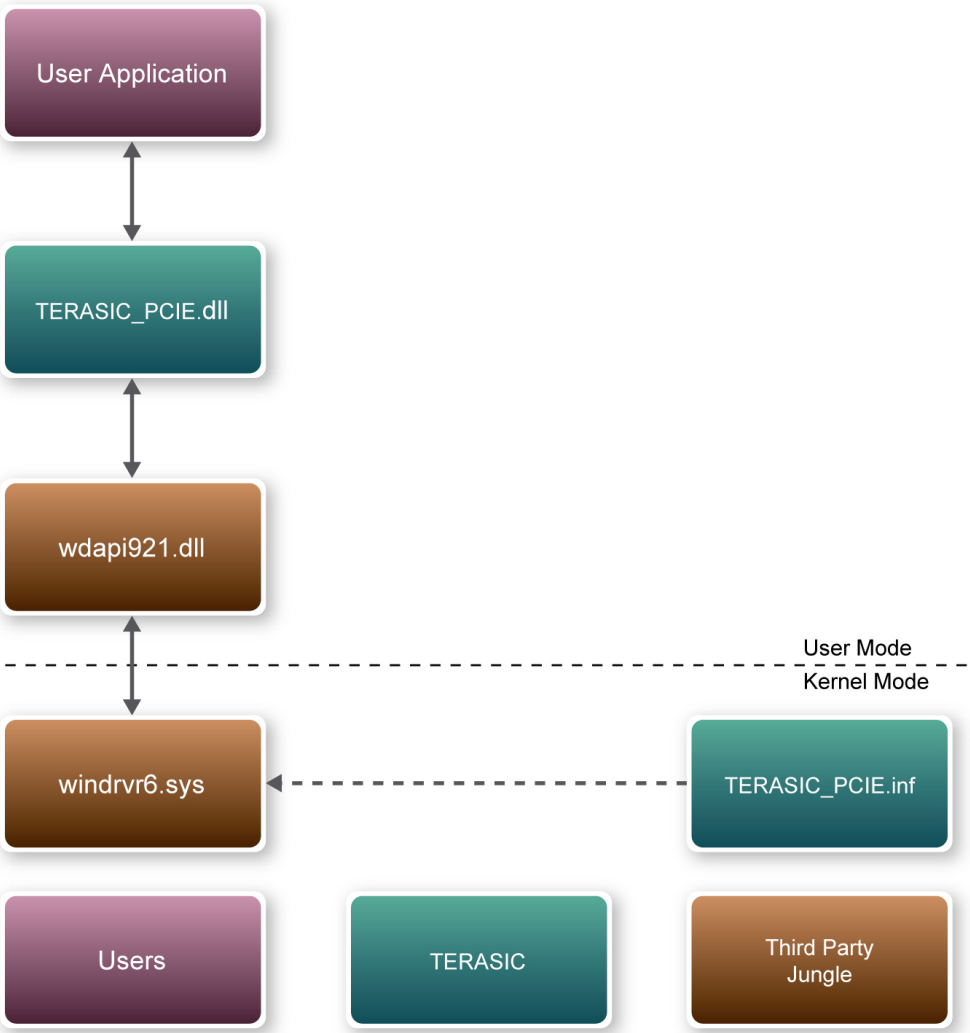 User Application
TERASIC_PCIE.dll
wdapi921.dll
User Mode
Kernel Mode
windrvr6.sys
TERASIC_PCIE.inf
Users
TERASIC
Third Party
Jungle